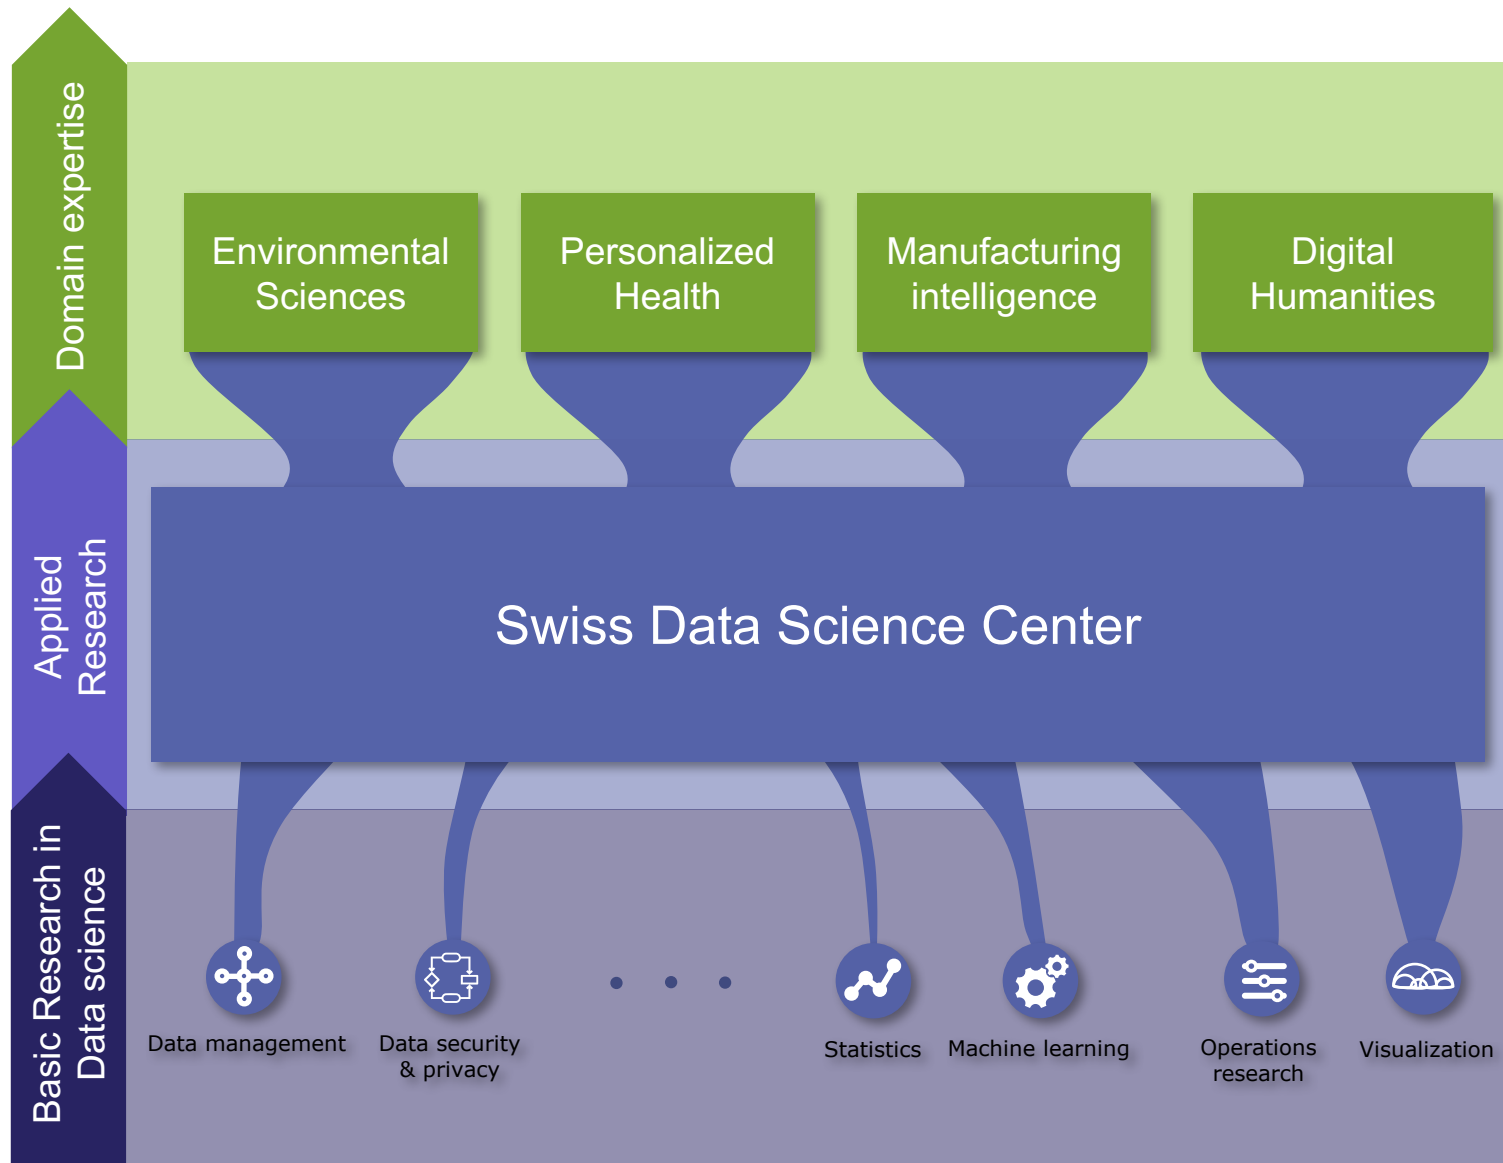 Domain expertise
Environmental
Sciences
Personalized
Health
Manufacturing
intelligence
Digital
Humanities
Applied
Research
Swiss Data Science Center
Basic Research in
Data science
Data management
Data security
& privacy
Statistics
Machine learning
Operations
research
Visualization